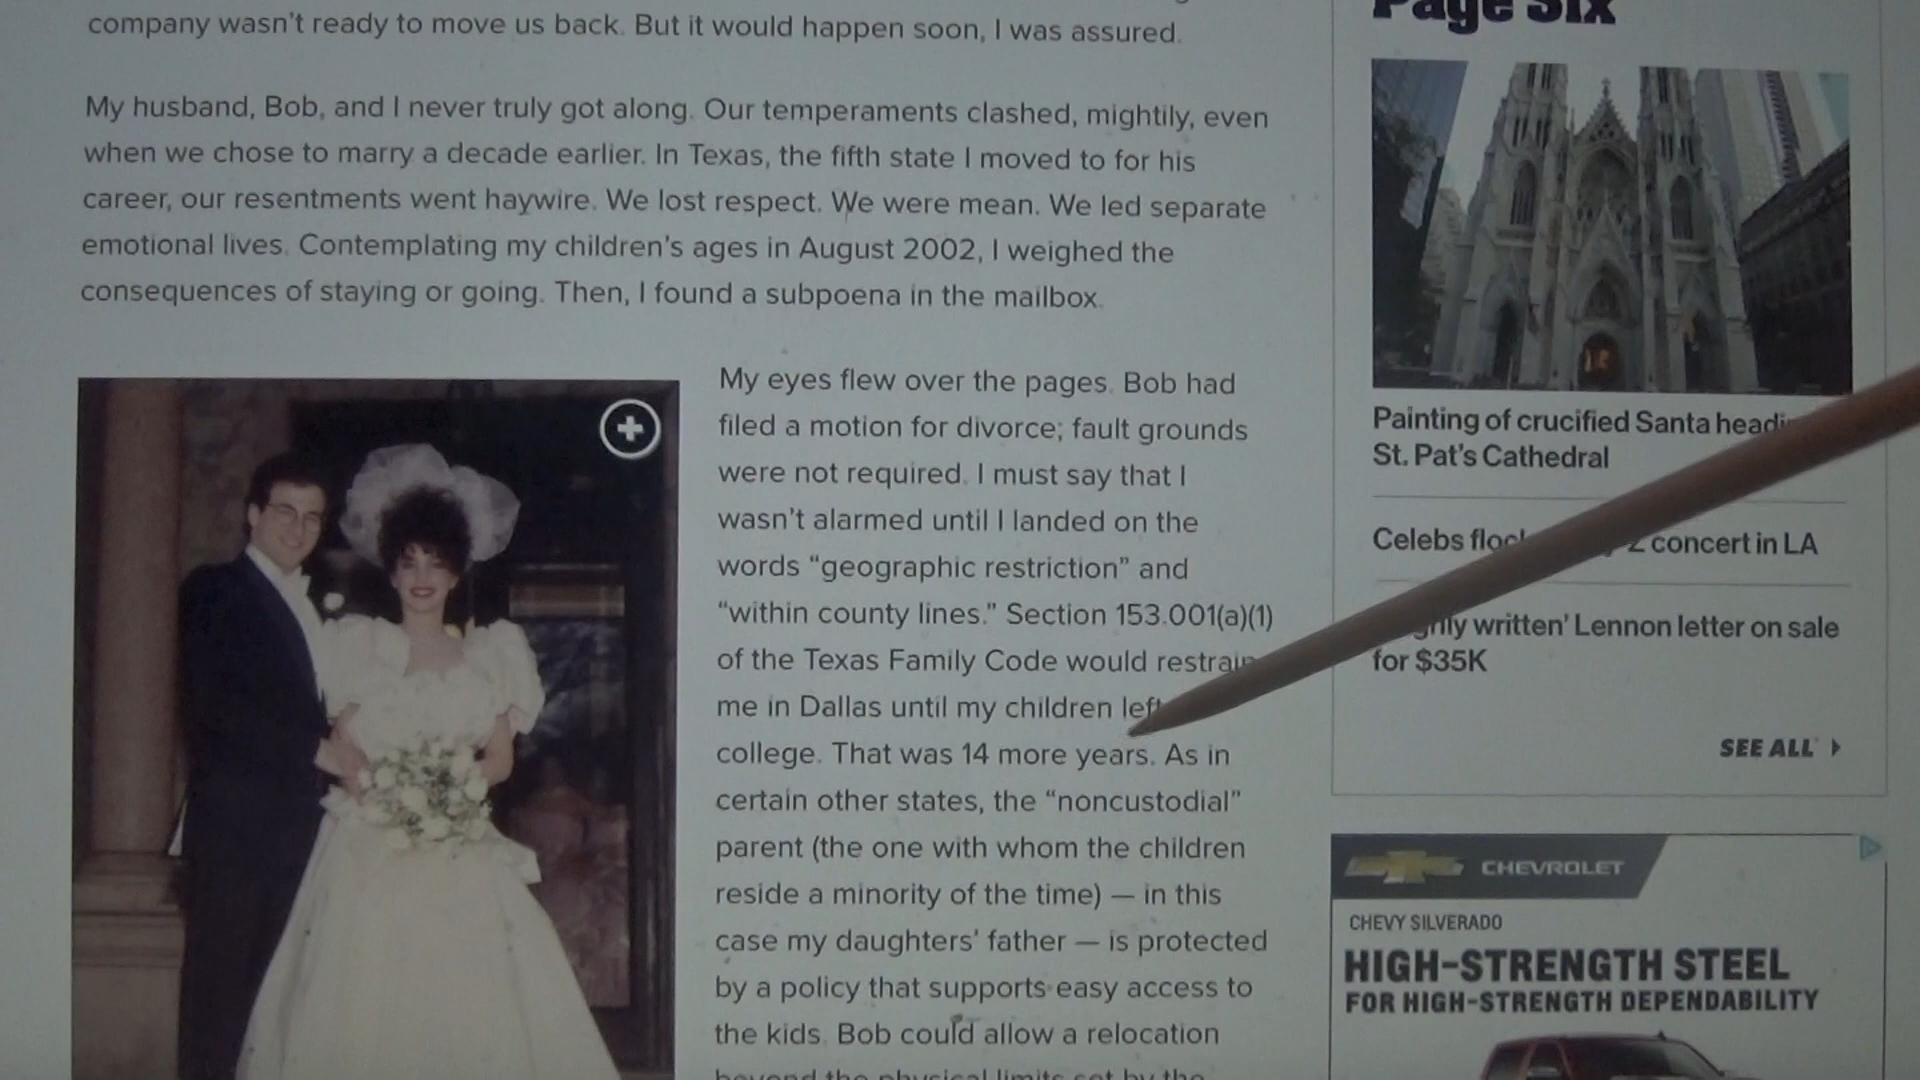 company wasn't ready to move us back. But it would happen soon, I was assured.
My husband, Bob, and I never truly got along. Our temperaments clashed, mightily, even
when we chose to marry a decade earlier. In Texas, the fifth state I moved to for his
career, our resentments went haywire. We lost respect. We were mean. We led separate
emotional lives. Contemplating my children's ages in August 2002, I weighed the
consequences of staying or going. Then, I found a subpoena in the mailbox.
My eyes flew over the pages. Bob had
filed a motion for divorce; fault grounds
were not required. I must say that I
wasn't alarmed until I landed on the
words “geographic restriction” and
“within county lines.” Section 153.001(a)(1)
of the Texas Family Code would restrain
me in Dallas until my children left
college. That was 14 more years. As in
certain other states, the “noncustodial”
parent (the one with whom the children
reside a minority of the time) — in this
case my daughters' father — is protected
by a policy that supports easy access to
the kids. Bob could allow a relocation
beyond the physical limits set by the
Page Six
Painting of crucified Santa
St. Pat's Cathedral
Celebs concert in LA
written' Lennon letter on sale
for $35K
SEE ALL
CHEVROLET
CHEVY SILVERADO
HIGH-STRENGTH STEEL
FOR HIGH-STRENGTH DEPENDABILITY